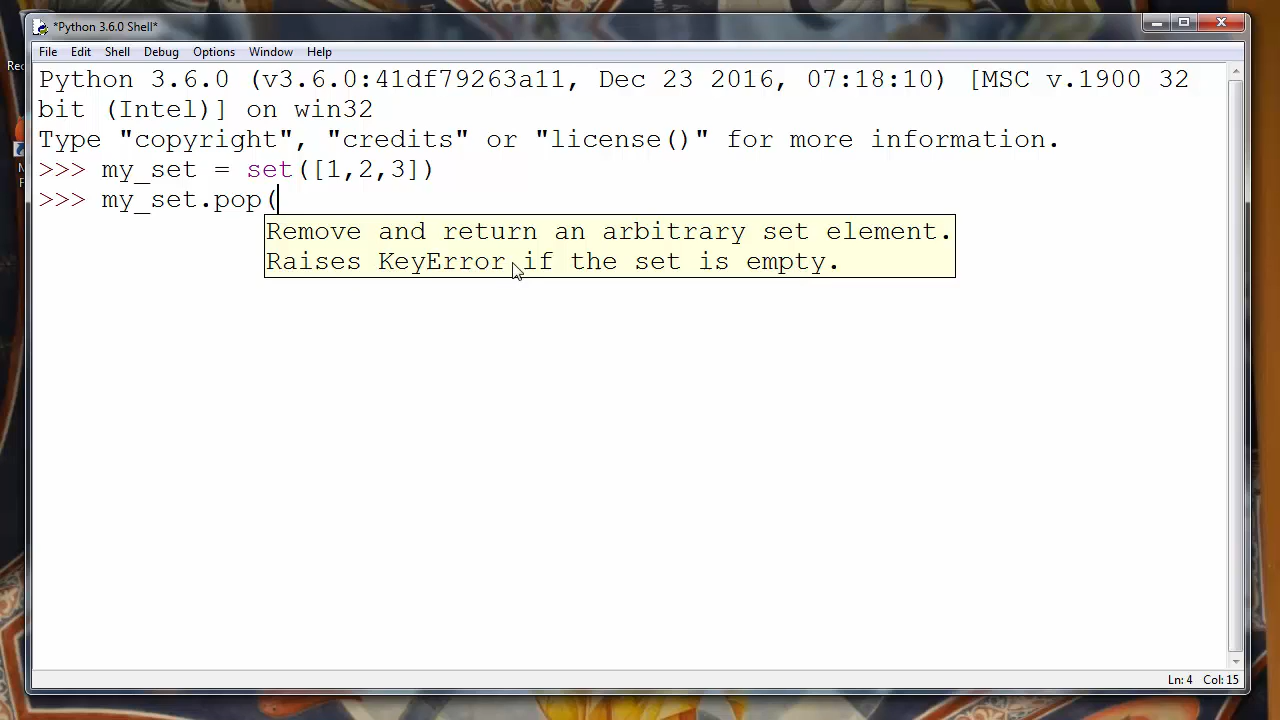 *Python 3.6.0 Shell*
File Edit Shell Debug Options Window Help
Python 3.6.0 (v3.6.0:41df79263a11, Dec 23 2016, 07:18:10) [MSC v.1900 32
bit (Intel)] on win32
Type "copyright", "credits" or "license()" for more information.
>>> my_set = set([1,2,3])
>>> my_set.pop(
Remove and return an arbitrary set element.
Raises KeyError if the set is empty.
Ln: 4 Col: 15